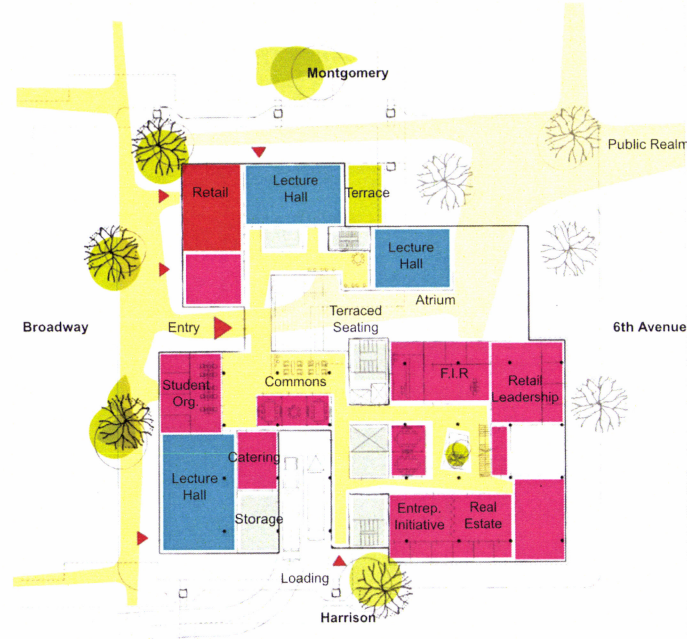 Montgomery
Public Realm
Retail
Lecture
Hall
Terrace
Lecture
Hall
Atrium
Broadway
Entry
Terraced
Seating
6th Avenue
Student
Org.
Commons
F.I.R.
Retail
Leadership
Catering
Lecture
Hall
Storage
Entrep.
Initiative
Real
Estate
Loading
Harrison